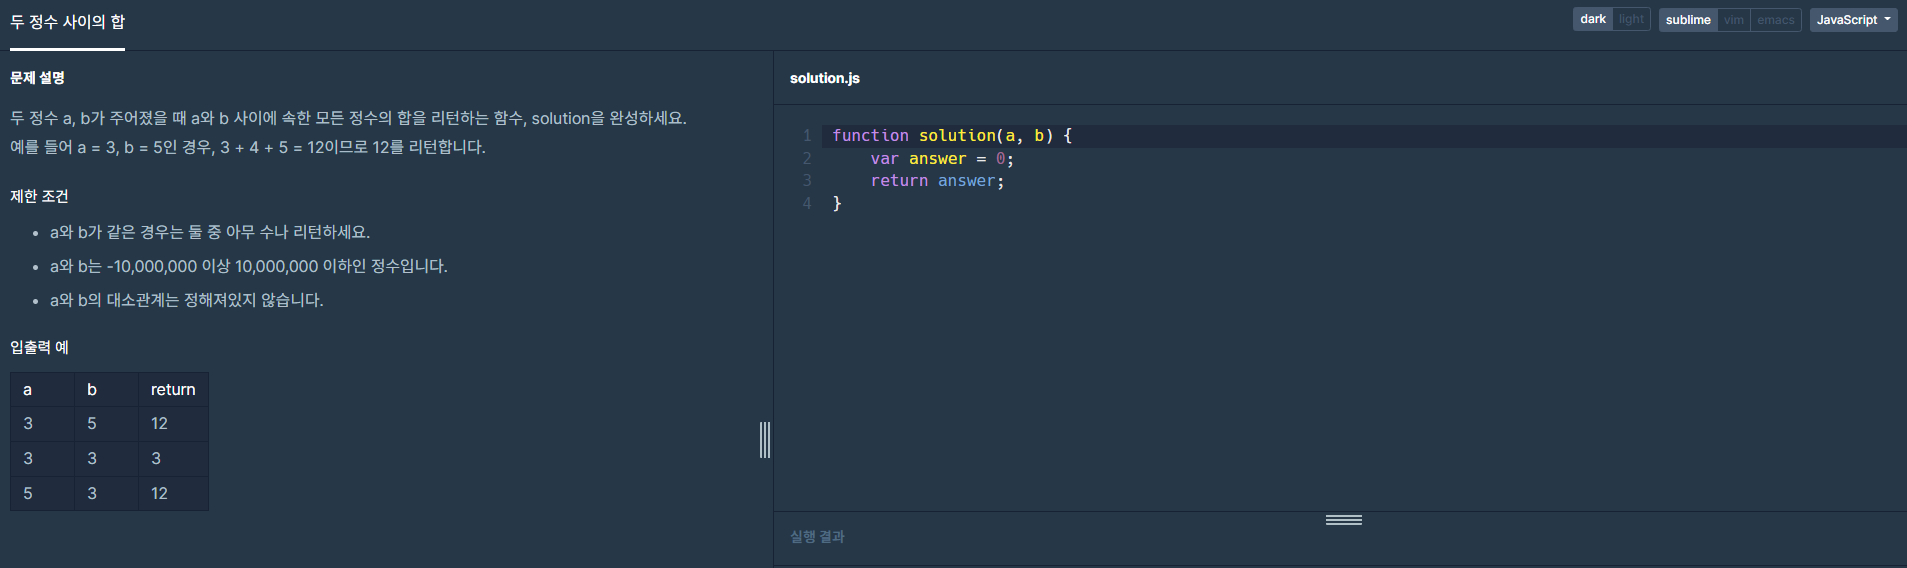 두 정수 사이의 합
dark light sublime vim emacs JavaScript
문제 설명
두 정수 a, b가 주어졌을 때 a와 b 사이에 속한 모든 정수의 합을 리턴하는 함수, solution을 완성하세요.
예를 들어 a = 3, b = 5인 경우, 3 + 4 + 5 = 12이므로 12를 리턴합니다.
제한 조건
• a와 b가 같은 경우는 둘 중 아무 수나 리턴하세요.
• a와 b는 -10,000,000 이상 10,000,000 이하인 정수입니다.
• a와 b의 대소관계는 정해져있지 않습니다.
입출력 예
a b return
3 5 12
3 3 3
5 3 12
solution.js
1 function solution(a, b) {
2     var answer = 0;
3     return answer;
4 }
실행 결과